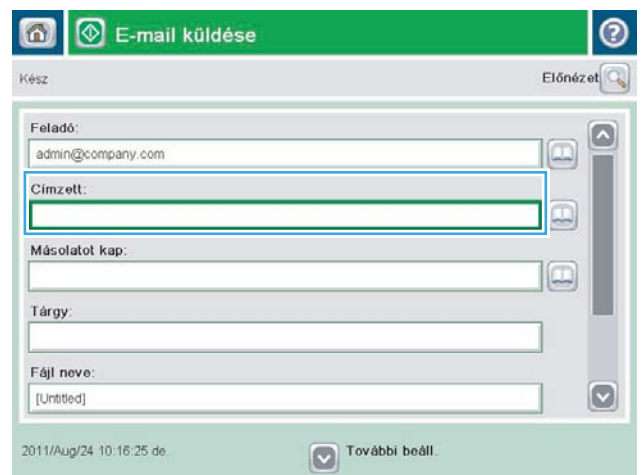 E-mail küldése
Kész
Előnézet
Feladó:
admin@company.com
Címzett:
Másolatot kap:
Tárgy:
Fájl neve:
[Untitled]
2011/Aug/24 10:16:25 de.
További beáll.